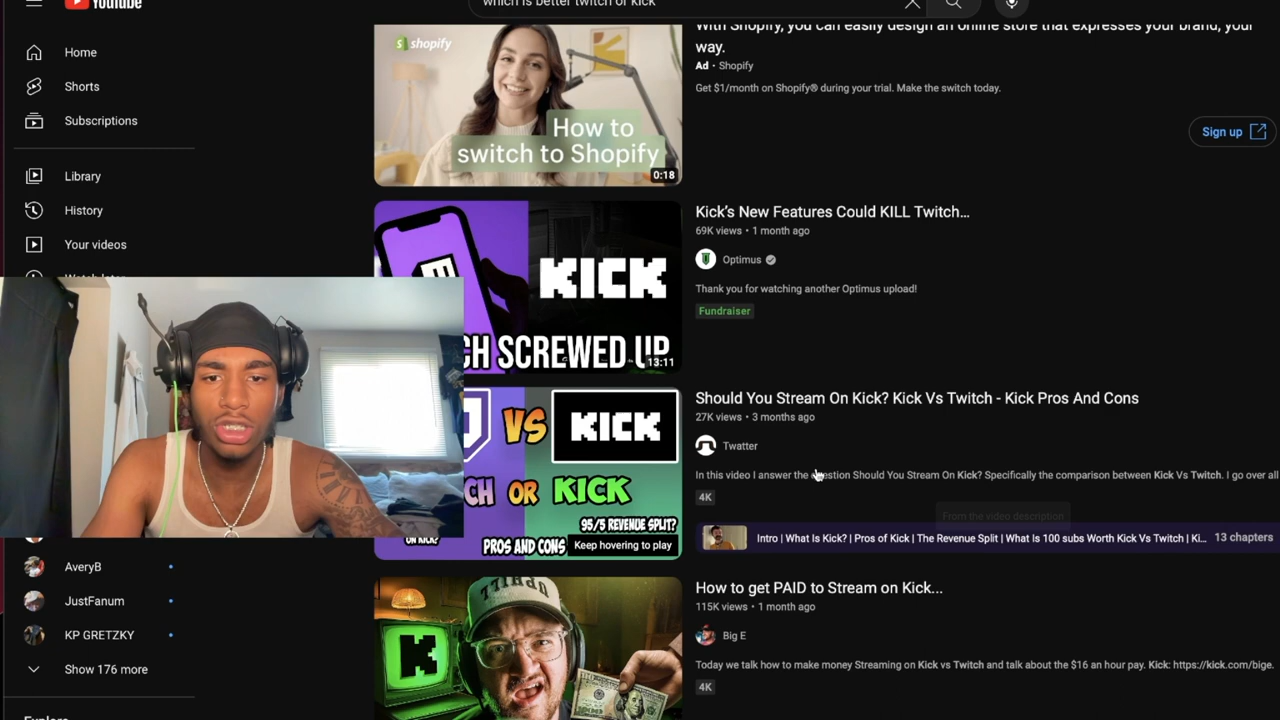 YouTube
which is better twitch or kick
Home
Shorts
Subscriptions
Library
History
Your videos
AveryB
JustFanum
KP GRETZKY
Show 176 more
shopify
How to
switch to Shopify
0:18
With Shopify, you can easily design an online store that expresses your brand, your
way.
Ad • Shopify
Get $1/month on Shopify® during your trial. Make the switch today.
Sign up
KICK
CH SCREWED UP
13:11
Kick's New Features Could KILL Twitch…
69K views • 1 month ago
Optimus
Thank you for watching another Optimus upload!
Fundraiser
VS
KICK
CH OR KICK
95/5 REVENUE SPLIT?
ON KICK?
PROS AND CONS
Keep hovering to play
Should You Stream On Kick? Kick Vs Twitch - Kick Pros And Cons
27K views • 3 months ago
Twatter
In this video I answer the question Should You Stream On Kick? Specifically the comparison between Kick Vs Twitch. I go over all
4K
From the video description
Intro | What Is Kick? | Pros of Kick | The Revenue Split | What Is 100 subs Worth Kick Vs Twitch | Ki...
13 chapters
K
How to get PAID to Stream on Kick...
115K views • 1 month ago
Big E
Today we talk how to make money Streaming on Kick vs Twitch and talk about the $16 an hour pay. Kick: https://kick.com/bige.
4K
Explore